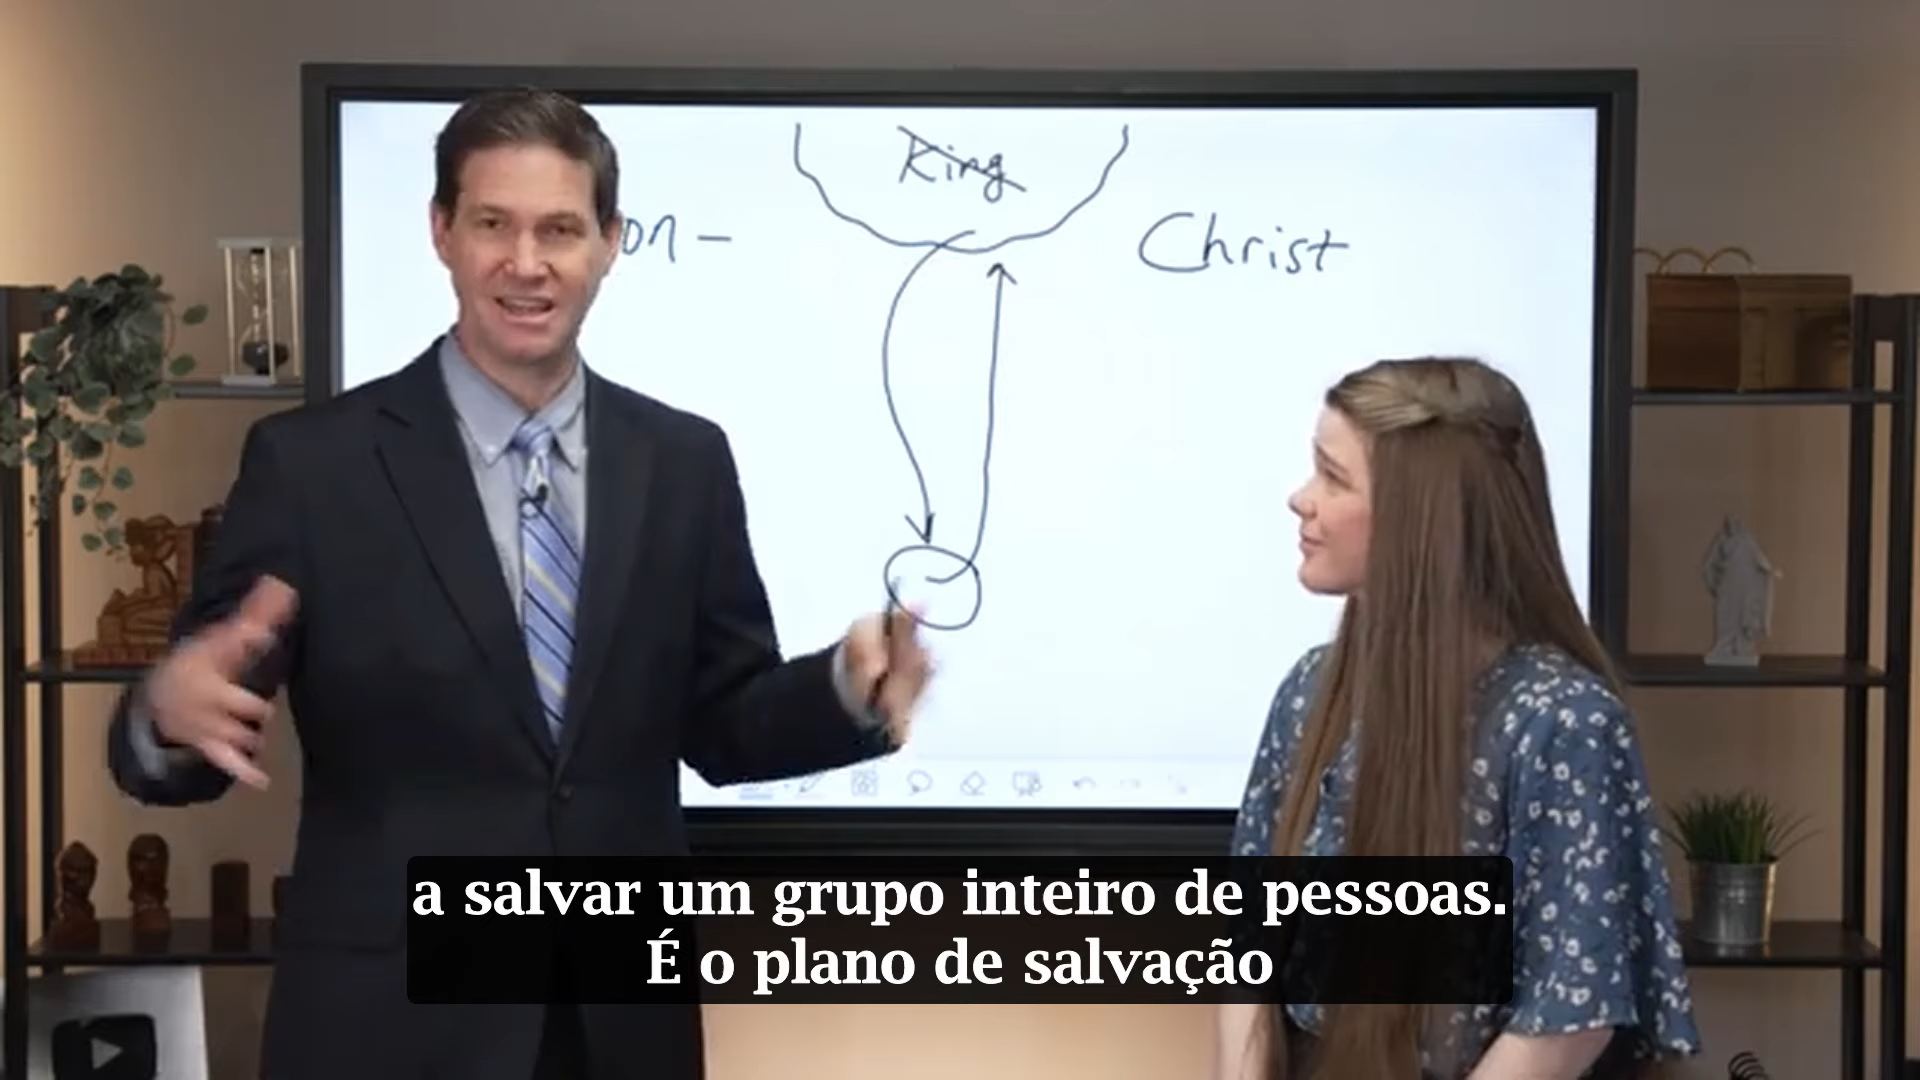 King
on -
Christ
a salvar um grupo inteiro de pessoas.
É o plano de salvação